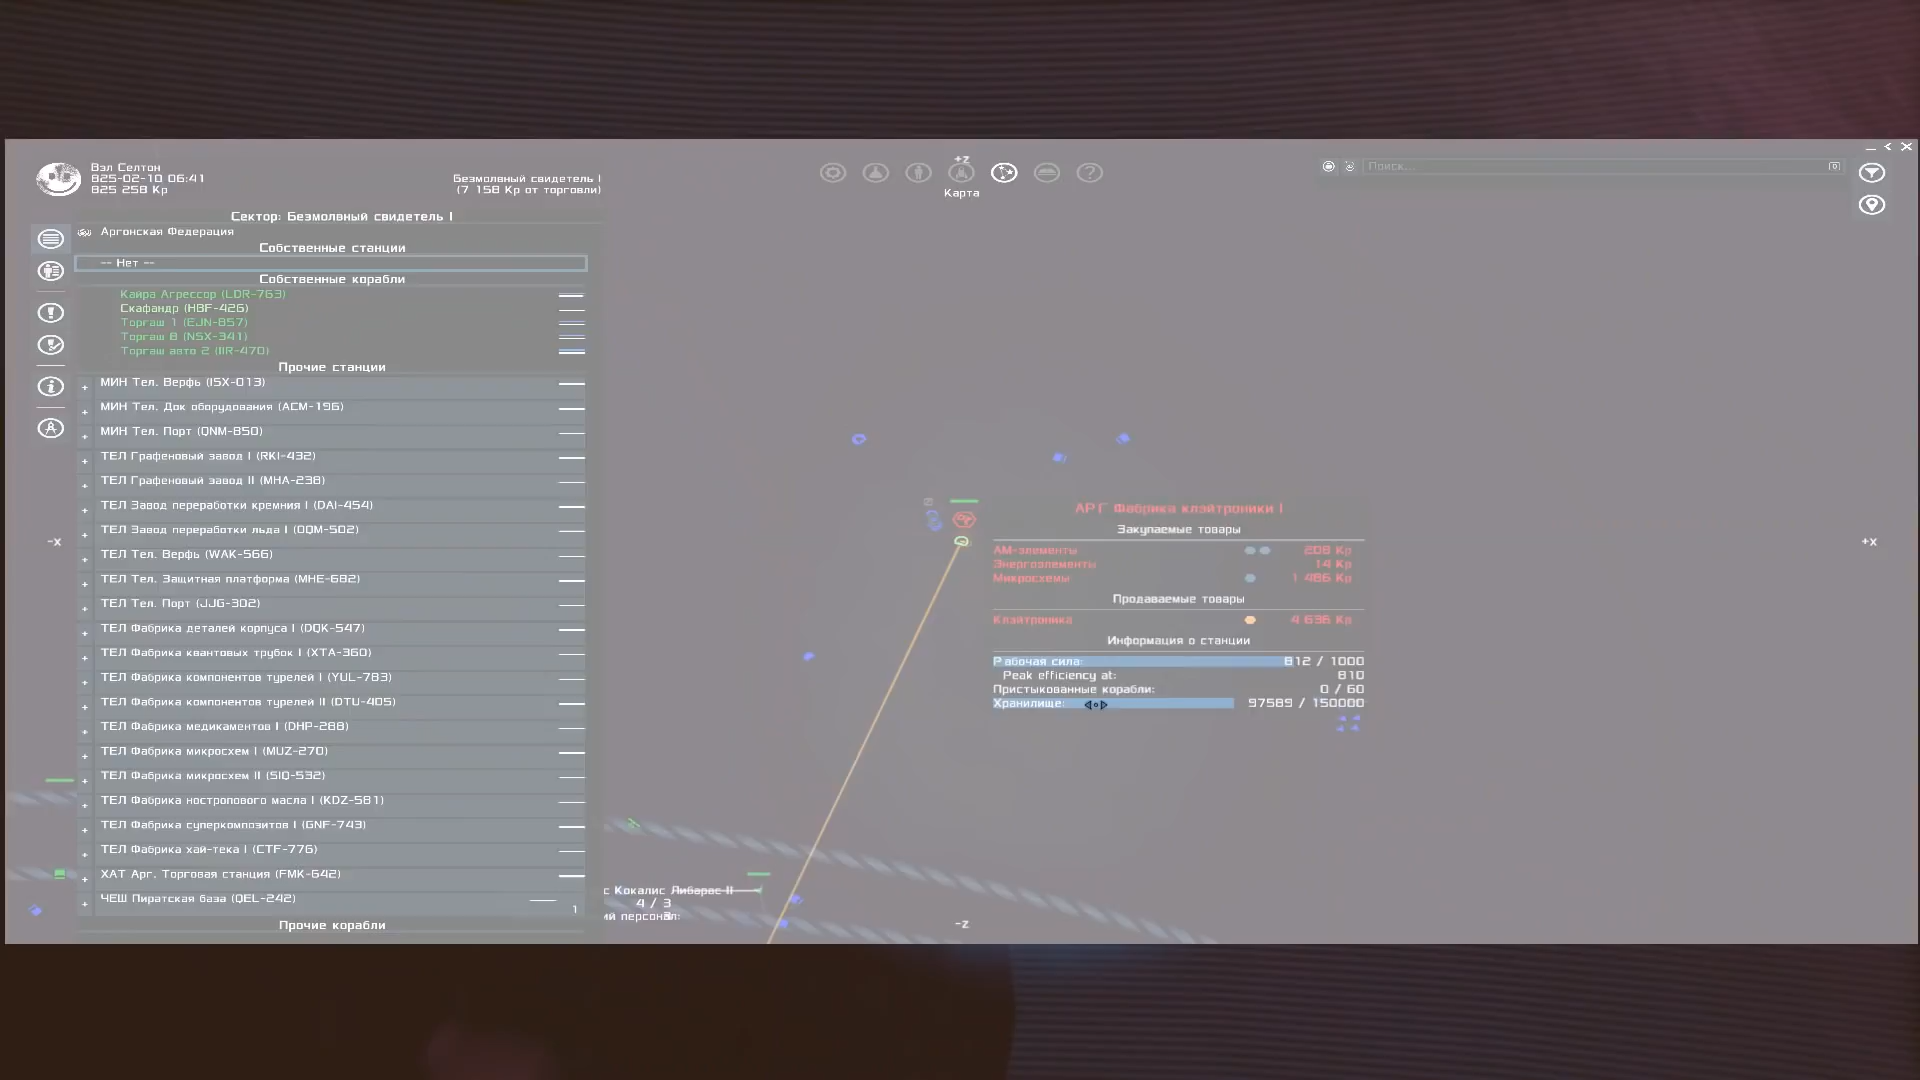 Вэл Селтон
825-02-10 06:41
825 258 Кр
Безмолвный свидетель I
(7 158 Кр от торговли)
+z
Карта
Поиск...
Сектор: Безмолвный свидетель I
Аргонская Федерация
Собственные станции
-- Нет --
Собственные корабли
Кайра Агрессор (LDR-763)
Скафандр (HBF-426)
Торгаш 1 (EJN-857)
Торгаш 8 (NSX-341)
Торгаш авто 2 (IIR-470)
Прочие станции
+ МИН Тел. Верфь (ISX-013)
+ МИН Тел. Док оборудования (ACM-196)
+ МИН Тел. Порт (QNM-850)
+ ТЕЛ Графеновый завод I (RKI-432)
+ ТЕЛ Графеновый завод II (MHA-238)
+ ТЕЛ Завод переработки кремния I (DAI-454)
+ ТЕЛ Завод переработки льда I (OQM-502)
+ ТЕЛ Тел. Верфь (WAK-566)
+ ТЕЛ Тел. Защитная платформа (MHE-682)
+ ТЕЛ Тел. Порт (JJG-302)
+ ТЕЛ Фабрика деталей корпуса I (DQK-547)
+ ТЕЛ Фабрика квантовых трубок I (XTA-360)
+ ТЕЛ Фабрика компонентов турелей I (YUL-783)
+ ТЕЛ Фабрика компонентов турелей II (DTU-405)
+ ТЕЛ Фабрика медикаментов I (DHP-288)
+ ТЕЛ Фабрика микросхем I (MUZ-270)
+ ТЕЛ Фабрика микросхем II (SIQ-532)
+ ТЕЛ Фабрика ностропового масла I (KDZ-581)
+ ТЕЛ Фабрика суперкомпозитов I (GNF-743)
+ ТЕЛ Фабрика хай-тека I (CTF-776)
+ ХАТ Арг. Торговая станция (FMK-642)
+ ЧЕШ Пиратская база (QEL-242)
1
Прочие корабли
-x
+x
АРГ Фабрика клэйтроники I
Закупаемые товары
АМ-элементы 208 Кр
Энергоэлементы 14 Кр
Микросхемы 1 486 Кр
Продаваемые товары
Клэйтроника 4 636 Кр
Информация о станции
Рабочая сила: 812 / 1000
Peak efficiency at: 810
Пристыкованные корабли: 0 / 60
Хранилище: 97589 / 150000
с Кокалис Либарас II
4 / 3
ий персонал:
-z